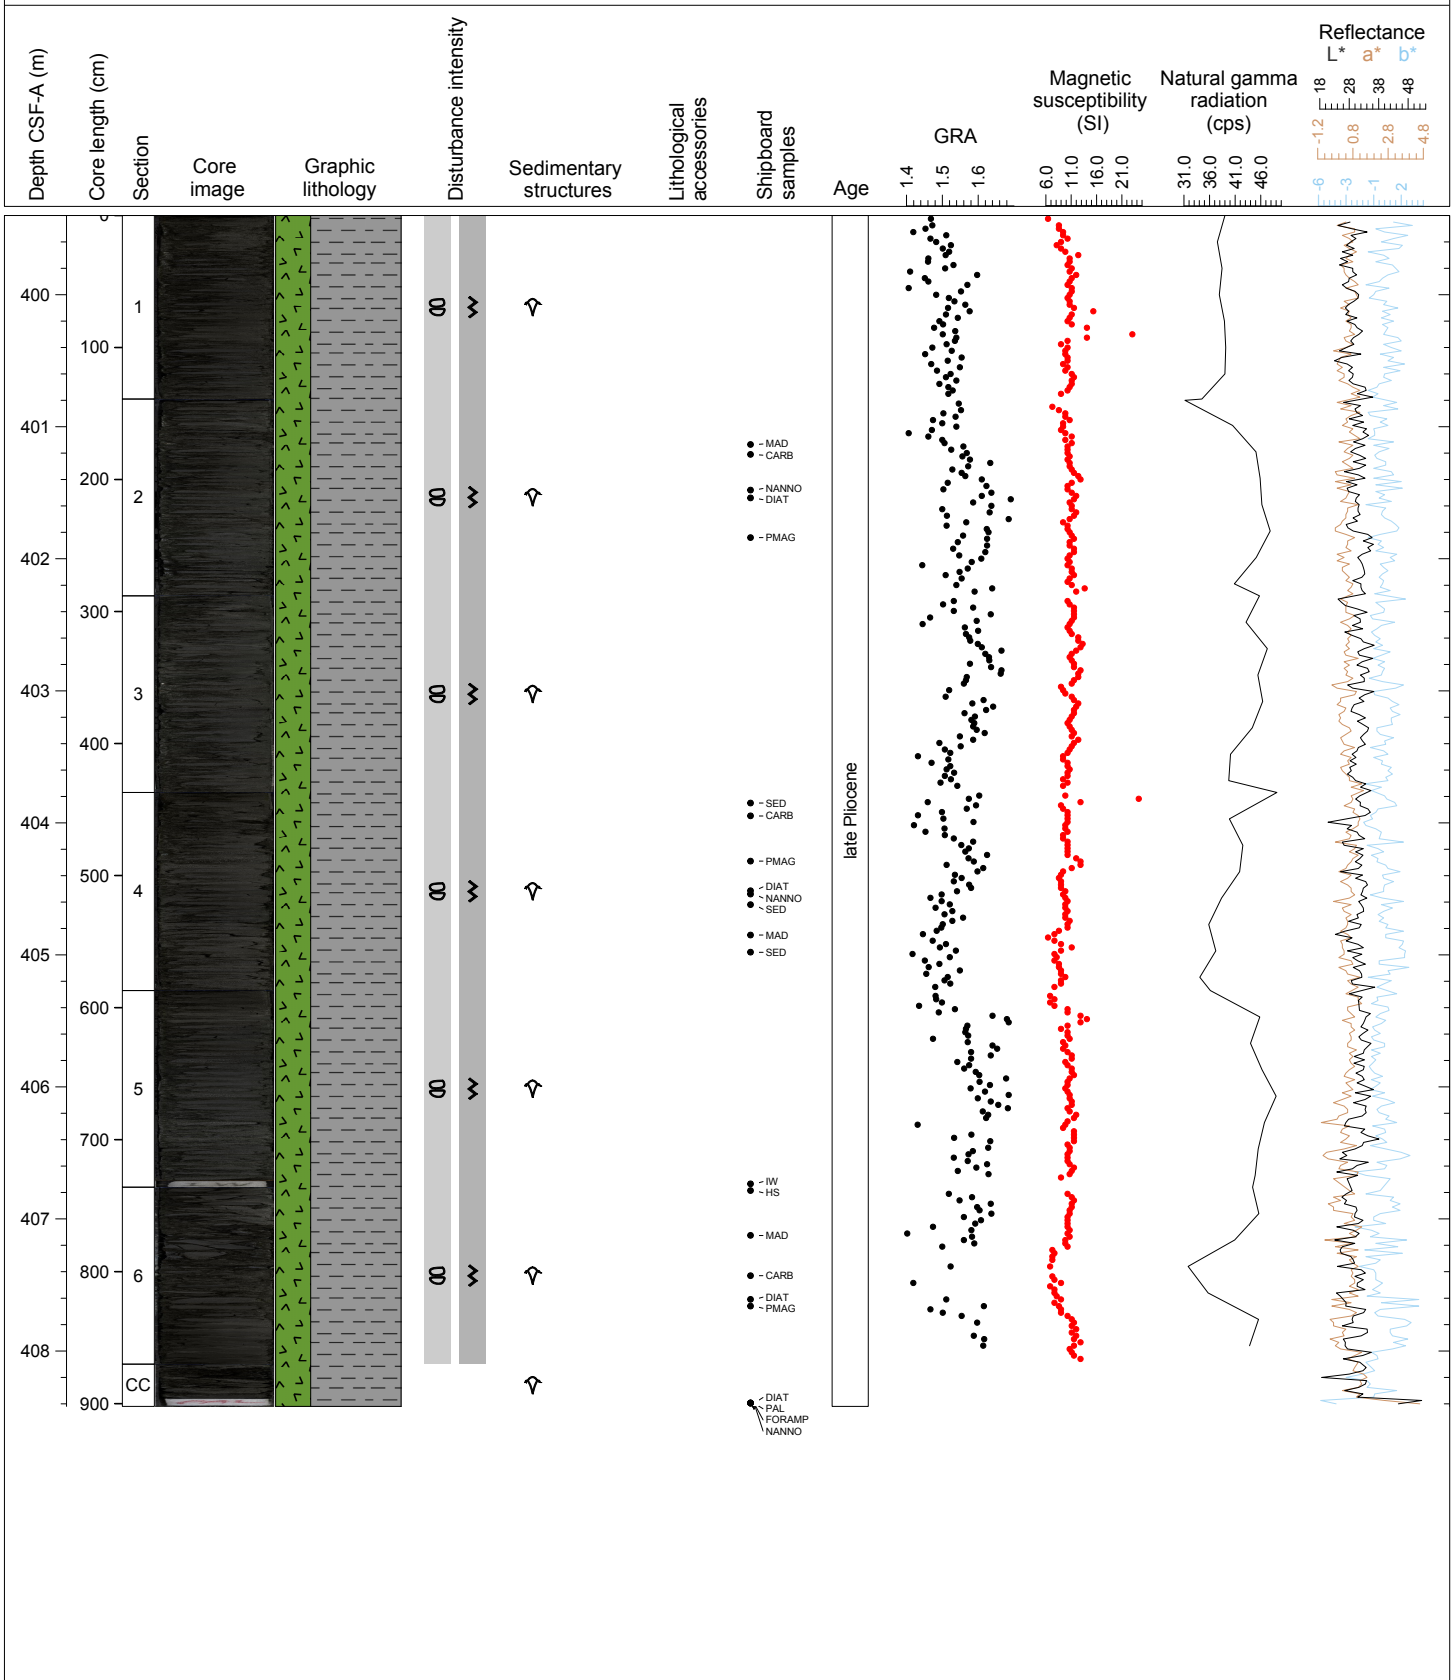 Depth CSF-A (m)
Core length (cm)
Section
Core
image
Graphic
lithology
Disturbance intensity
Sedimentary
structures
Lithological
accessories
Shipboard
samples
Age
GRA
1.4 1.5 1.6
Magnetic
susceptibility
(SI)
6.0 11.0 16.0 21.0
Natural gamma
radiation
(cps)
31.0 36.0 41.0 46.0
Reflectance
L* a* b*
18 28 38 48
-1.2 0.8 2.8 4.8
-6 -3 -1 2
0
400
1
100
401
MAD
CARB
200
2
NANNO
DIAT
PMAG
402
300
403
3
400
SED
404
CARB
late Pliocene
PMAG
500
4
DIAT
NANNO
SED
MAD
405
SED
600
406
5
700
IW
HS
407
MAD
800
6
CARB
DIAT
PMAG
408
CC
900
DIAT
PAL
FORAMP
NANNO